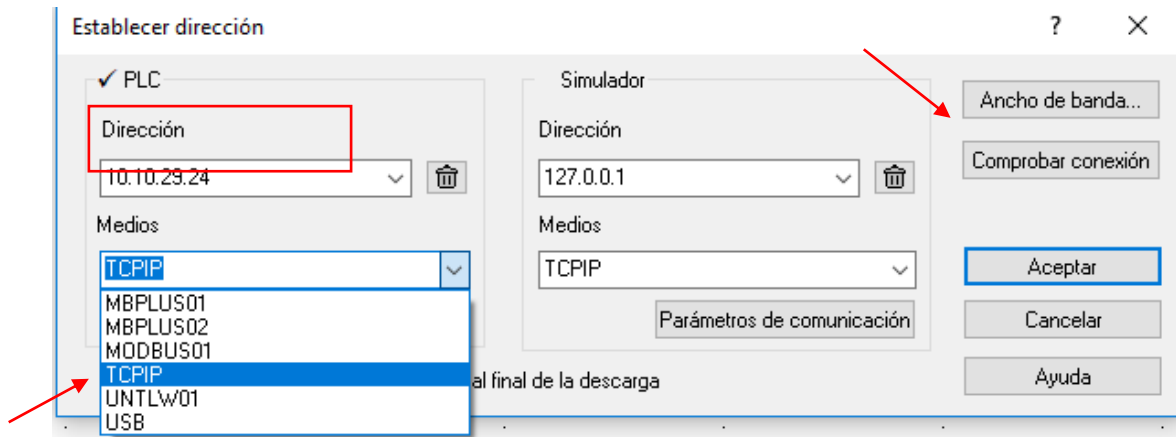 Establecer dirección
?
PLC
Dirección
10.10.29.24
Medios
TCPIP
MBPLUS01
MBPLUS02
MODBUS01
TCPIP
UNTLW01
USB
Simulador
Dirección
127.0.0.1
Medios
TCPIP
Parámetros de comunicación
al final de la descarga
Ancho de banda...
Comprobar conexión
Aceptar
Cancelar
Ayuda